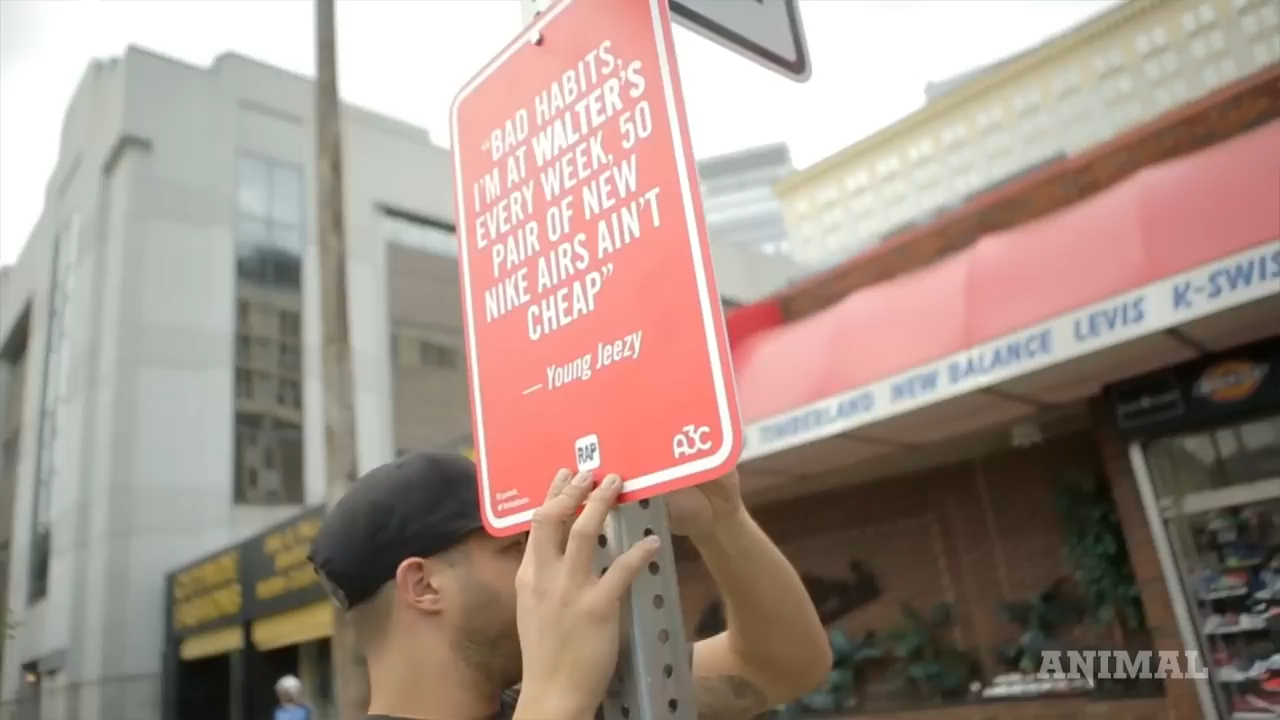 “BAD HABITS,
I'M AT WALTER'S
EVERY WEEK, 50
PAIR OF NEW
NIKE AIRS AIN'T
CHEAP”
— Young Jeezy
RAP
A3C
TIMBERLAND NEW BALANCE LEVIS K-SWIS
Dickies
ANIMAL